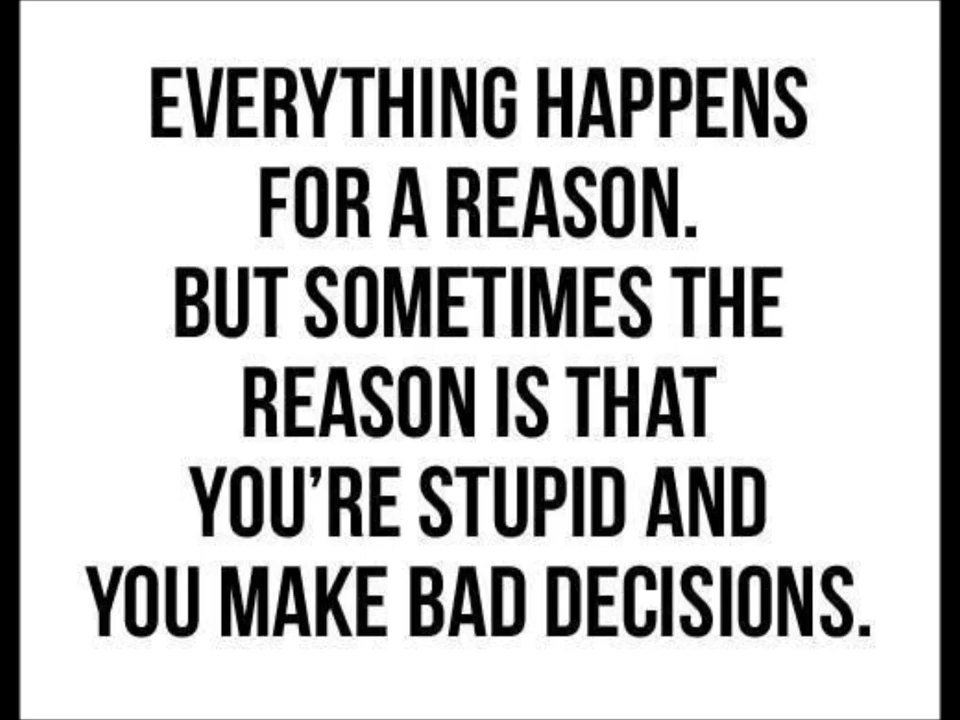 EVERYTHING HAPPENS
FOR A REASON.
BUT SOMETIMES THE
REASON IS THAT
YOU’RE STUPID AND
YOU MAKE BAD DECISIONS.